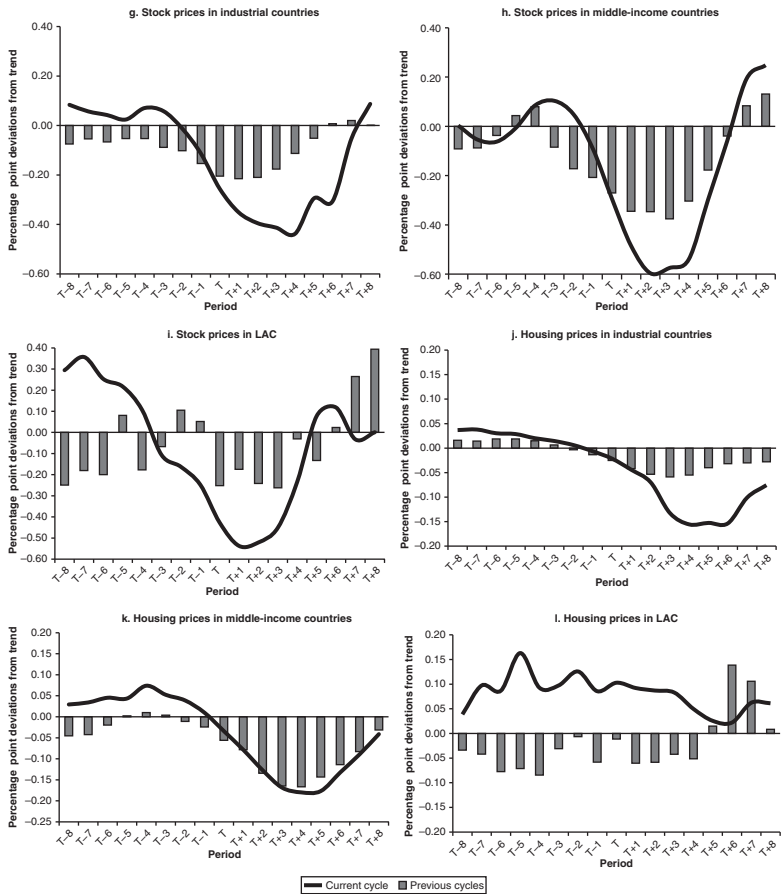 g. Stock prices in industrial countries
Percentage point deviations from trend
0.40
0.20
0.00
−0.20
−0.40
−0.60
T−8 T−7 T−6 T−5 T−4 T−3 T−2 T−1 T T+1 T+2 T+3 T+4 T+5 T+6 T+7 T+8
Period
h. Stock prices in middle-income countries
Percentage point deviations from trend
0.40
0.20
0.00
−0.20
−0.40
−0.60
T−8 T−7 T−6 T−5 T−4 T−3 T−2 T−1 T T+1 T+2 T+3 T+4 T+5 T+6 T+7 T+8
Period
i. Stock prices in LAC
Percentage point deviations from trend
0.40
0.30
0.20
0.10
0.00
−0.10
−0.20
−0.30
−0.40
−0.50
−0.60
T−8 T−7 T−6 T−5 T−4 T−3 T−2 T−1 T T+1 T+2 T+3 T+4 T+5 T+6 T+7 T+8
Period
j. Housing prices in industrial countries
Percentage point deviations from trend
0.20
0.15
0.10
0.05
0.00
−0.05
−0.10
−0.15
−0.20
T−8 T−7 T−6 T−5 T−4 T−3 T−2 T−1 T T+1 T+2 T+3 T+4 T+5 T+6 T+7 T+8
Period
k. Housing prices in middle-income countries
Percentage point deviations from trend
0.20
0.15
0.10
0.05
0.00
−0.05
−0.10
−0.15
−0.20
−0.25
T−8 T−7 T−6 T−5 T−4 T−3 T−2 T−1 T T+1 T+2 T+3 T+4 T+5 T+6 T+7 T+8
Period
l. Housing prices in LAC
Percentage point deviations from trend
0.20
0.15
0.10
0.05
0.00
−0.05
−0.10
−0.15
−0.20
T−8 T−7 T−6 T−5 T−4 T−3 T−2 T−1 T T+1 T+2 T+3 T+4 T+5 T+6 T+7 T+8
Period
Current cycle Previous cycles